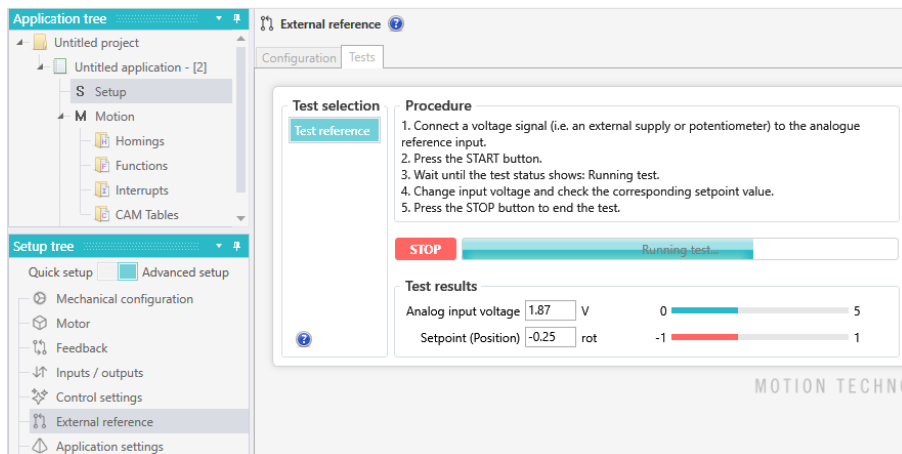 Application tree
Untitled project
Untitled application - [2]
S Setup
M Motion
H Homings
F Functions
Interrupts
C CAM Tables
Setup tree
Quick setup Advanced setup
Mechanical configuration
Motor
Feedback
Inputs / outputs
Control settings
External reference
Application settings
External reference ?
Configuration Tests
Test selection
Test reference
?
Procedure
1. Connect a voltage signal (i.e. an external supply or potentiometer) to the analogue
reference input.
2. Press the START button.
3. Wait until the test status shows: Running test.
4. Change input voltage and check the corresponding setpoint value.
5. Press the STOP button to end the test.
STOP Running test...
Test results
Analog input voltage 1.87 V 0 5
Setpoint (Position) -0.25 rot -1 1
MOTION TECHNO